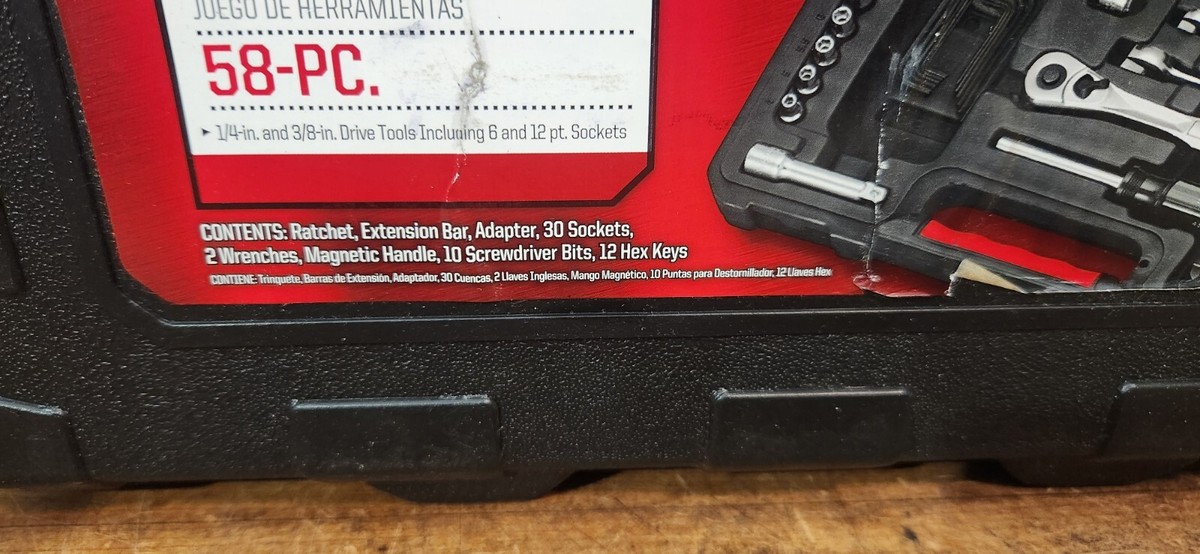 JUEGO DE HERRAMIENTAS
58-PC.
1/4-in. and 3/8-in. Drive Tools Including 6 and 12 pt. Sockets
CONTENTS: Ratchet, Extension Bar, Adapter, 30 Sockets,
2 Wrenches, Magnetic Handle, 10 Screwdriver Bits, 12 Hex Keys
CONTIENE: Trinquete, Barras de Extensión, Adaptador, 30 Cuencas, 2 Llaves Inglesas, Mango Magnético, 10 Puntas para Destornillador, 12 Llaves Hex